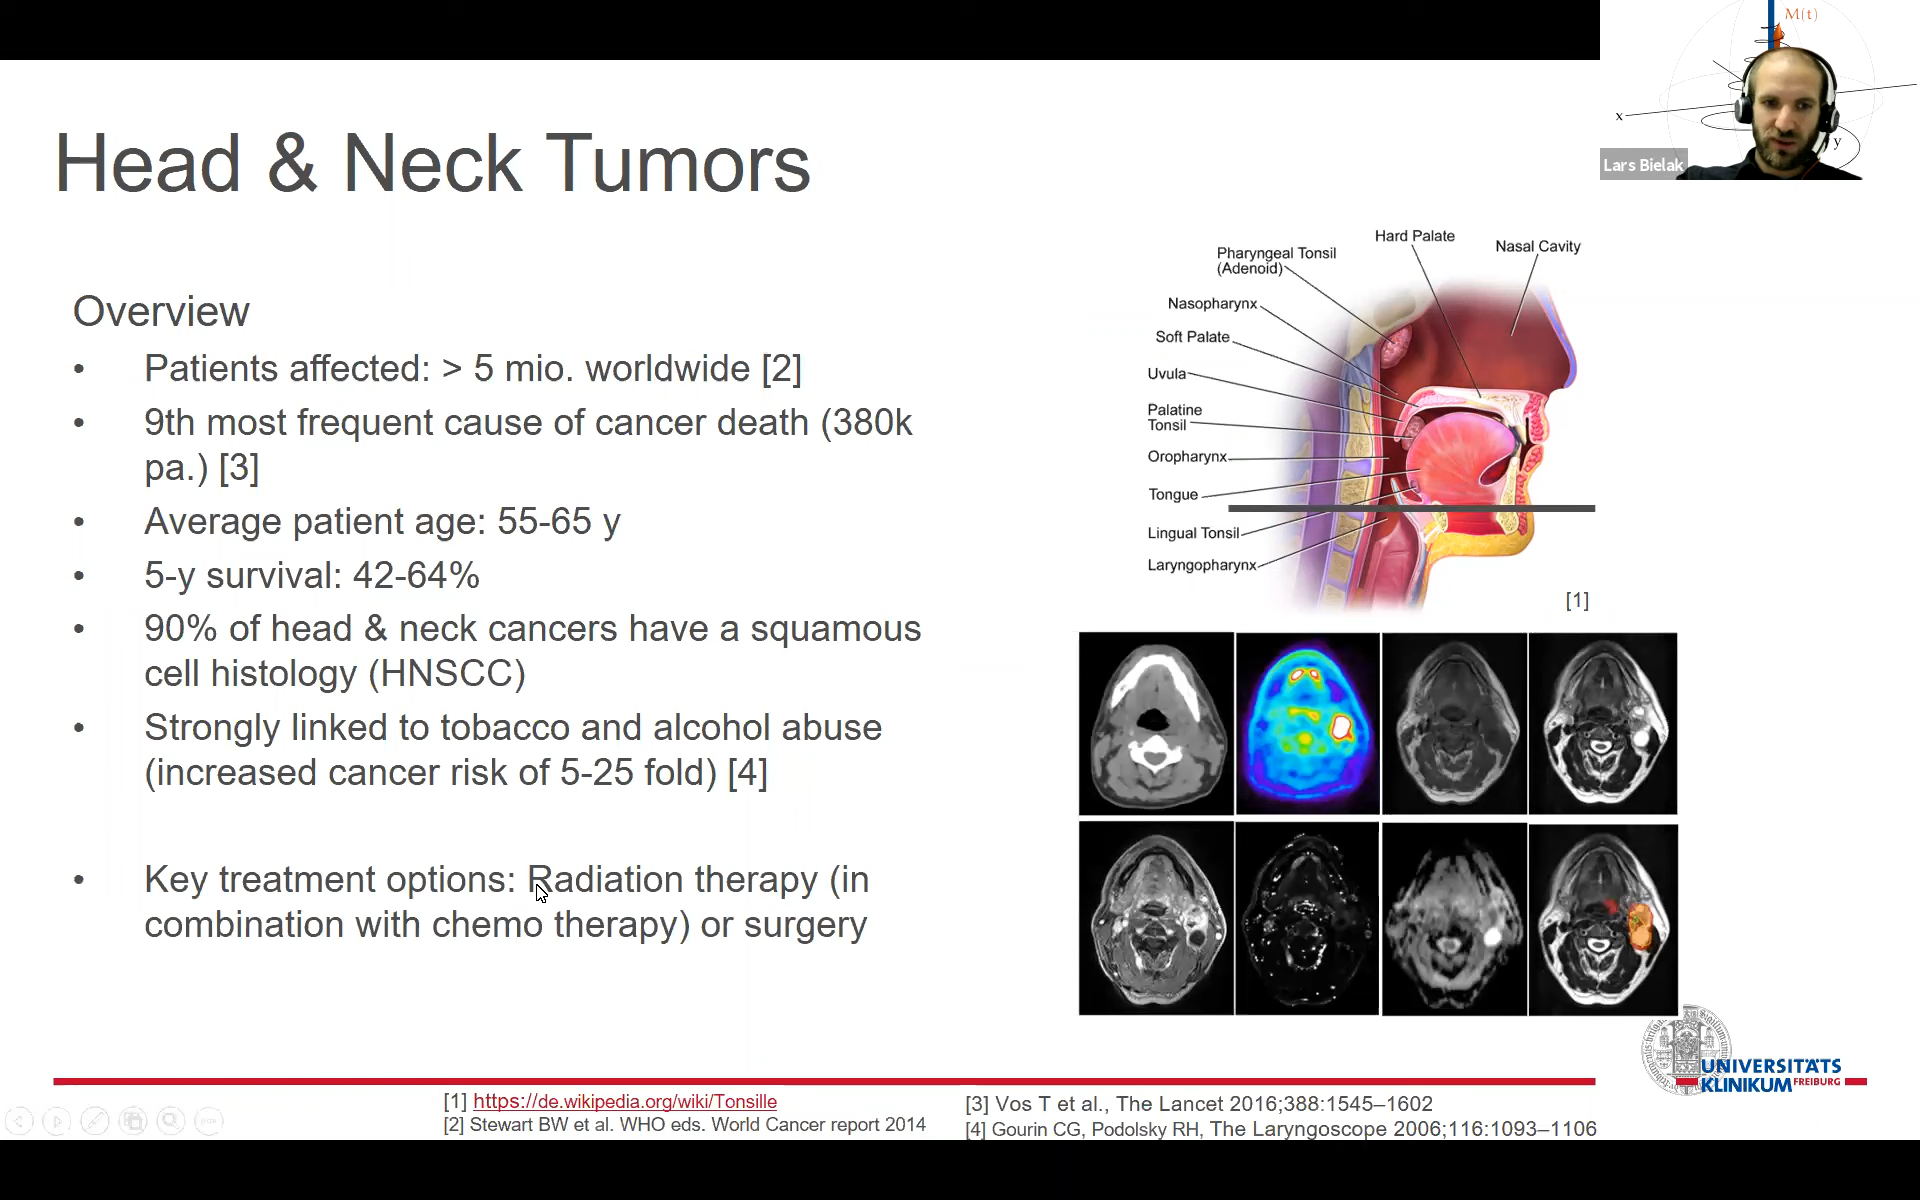 M(t)
x
y
Lars Bielak
Head & Neck Tumors
Overview
• Patients affected: > 5 mio. worldwide [2]
• 9th most frequent cause of cancer death (380k
pa.) [3]
• Average patient age: 55-65 y
• 5-y survival: 42-64%
• 90% of head & neck cancers have a squamous
cell histology (HNSCC)
• Strongly linked to tobacco and alcohol abuse
(increased cancer risk of 5-25 fold) [4]
• Key treatment options: Radiation therapy (in
combination with chemo therapy) or surgery
Hard Palate
Nasal Cavity
Pharyngeal Tonsil
(Adenoid)
Nasopharynx
Soft Palate
Uvula
Palatine
Tonsil
Oropharynx
Tongue
Lingual Tonsil
Laryngopharynx
[1]
UNIVERSITÄTS
KLINIKUM FREIBURG
[1] https://de.wikipedia.org/wiki/Tonsille
[2] Stewart BW et al. WHO eds. World Cancer report 2014
[3] Vos T et al., The Lancet 2016;388:1545–1602
[4] Gourin CG, Podolsky RH, The Laryngoscope 2006;116:1093–1106